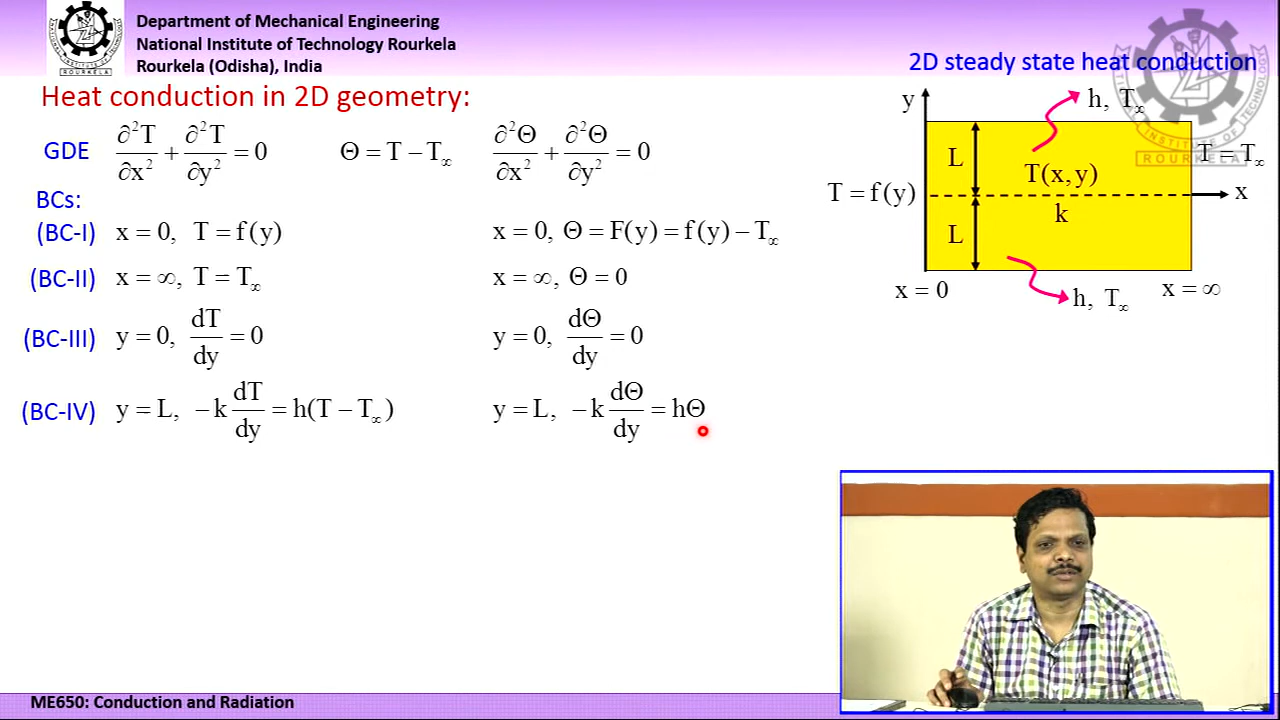 Department of Mechanical Engineering
National Institute of Technology Rourkela
Rourkela (Odisha), India
2D steady state heat conduction
Heat conduction in 2D geometry:
GDE ∂²T/∂x² + ∂²T/∂y² = 0 Θ = T − T∞ ∂²Θ/∂x² + ∂²Θ/∂y² = 0
BCs:
(BC-I) x = 0, T = f(y) x = 0, Θ = F(y) = f(y) − T∞
(BC-II) x = ∞, T = T∞ x = ∞, Θ = 0
(BC-III) y = 0, dT/dy = 0 y = 0, dΘ/dy = 0
(BC-IV) y = L, −k dT/dy = h(T − T∞) y = L, −k dΘ/dy = hΘ
y
h, T∞
L
T = T∞
T(x, y)
T = f(y)
x
k
L
x = 0
h, T∞
x = ∞
ROURKELA
ROURKELA
ME650: Conduction and Radiation